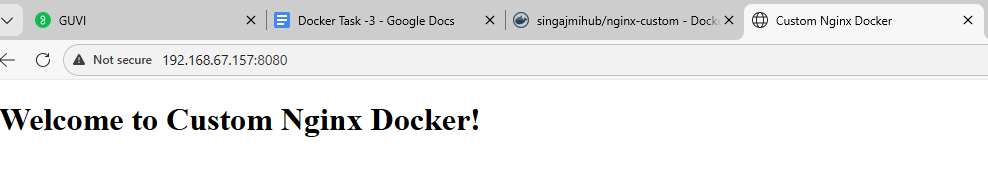 GUVI
Docker Task -3 - Google Docs
singajmihub/nginx-custom - Dock
Custom Nginx Docker
Not secure 192.168.67.157:8080
Welcome to Custom Nginx Docker!